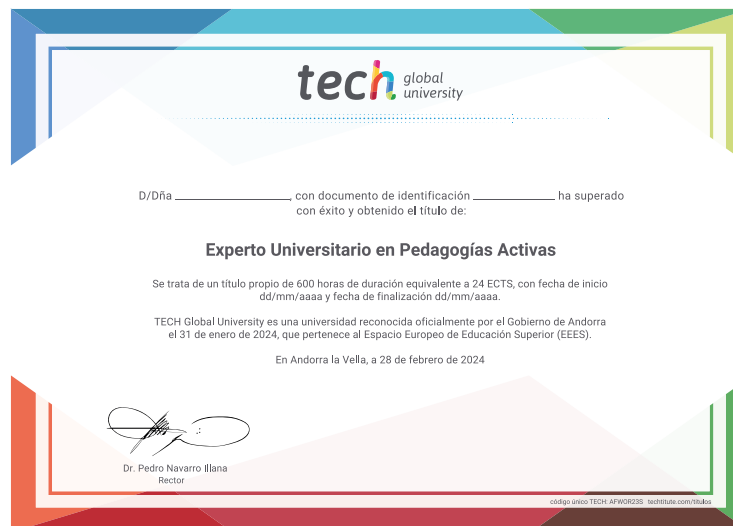 tech global
university
D/Dña ____________________, con documento de identificación ______________ ha superado
con éxito y obtenido el título de:
Experto Universitario en Pedagogías Activas
Se trata de un título propio de 600 horas de duración equivalente a 24 ECTS, con fecha de inicio
dd/mm/aaaa y fecha de finalización dd/mm/aaaa.
TECH Global University es una universidad reconocida oficialmente por el Gobierno de Andorra
el 31 de enero de 2024, que pertenece al Espacio Europeo de Educación Superior (EEES).
En Andorra la Vella, a 28 de febrero de 2024
Dr. Pedro Navarro Illana
Rector
código único TECH: AFWOR23S techtitute.com/titulos